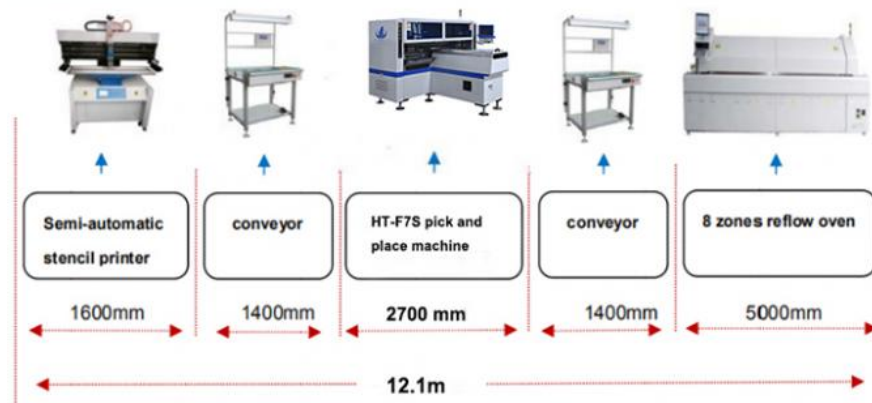 Semi-automatic
stencil printer
conveyor
HT-F7S pick and
place machine
conveyor
8 zones reflow oven
1600mm
1400mm
2700 mm
1400mm
5000mm
12.1m